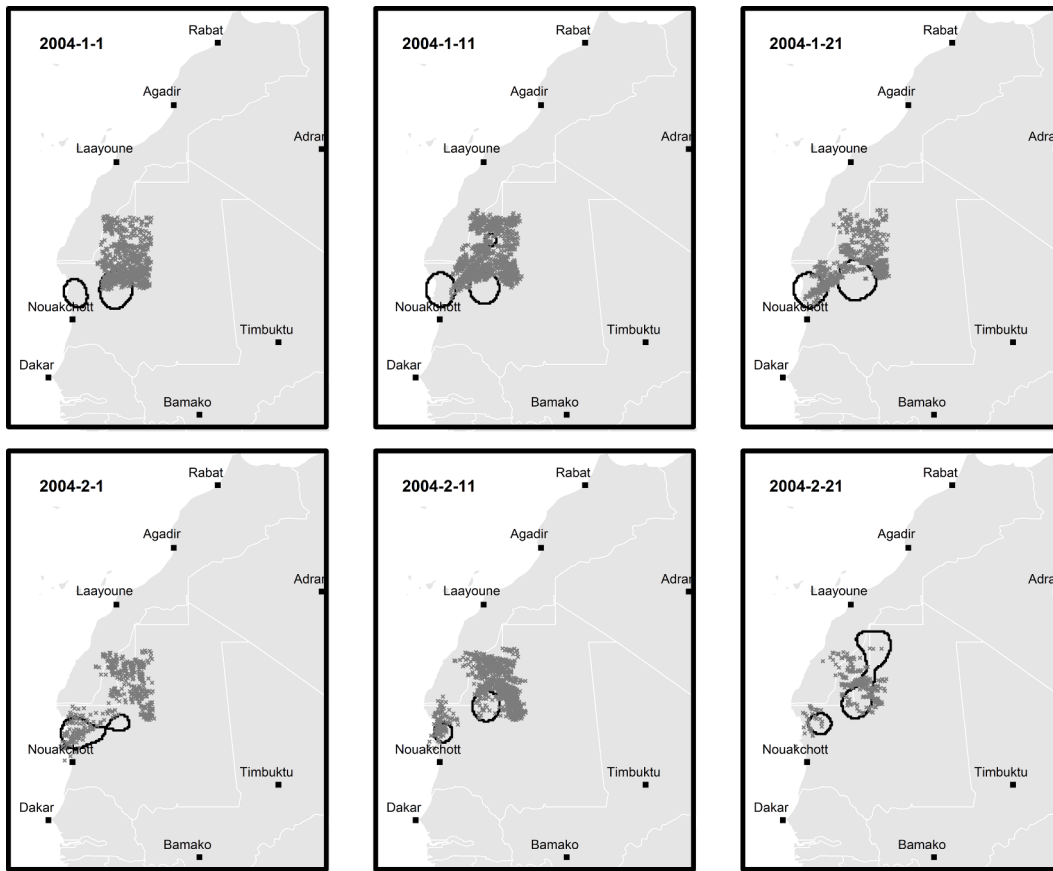 2004-1-1
Rabat
Agadir
Adrar
Laayoune
Nouakchott
Timbuktu
Dakar
Bamako
2004-1-11
Rabat
Agadir
Adrar
Laayoune
Nouakchott
Timbuktu
Dakar
Bamako
2004-1-21
Rabat
Agadir
Adra
Laayoune
Nouakchott
Timbuktu
Dakar
Bamako
2004-2-1
Rabat
Agadir
Adrar
Laayoune
Nouakchott
Timbuktu
Dakar
Bamako
2004-2-11
Rabat
Agadir
Adrar
Laayoune
Nouakchott
Timbuktu
Dakar
Bamako
2004-2-21
Rabat
Agadir
Adra
Laayoune
Nouakchott
Timbuktu
Dakar
Bamako